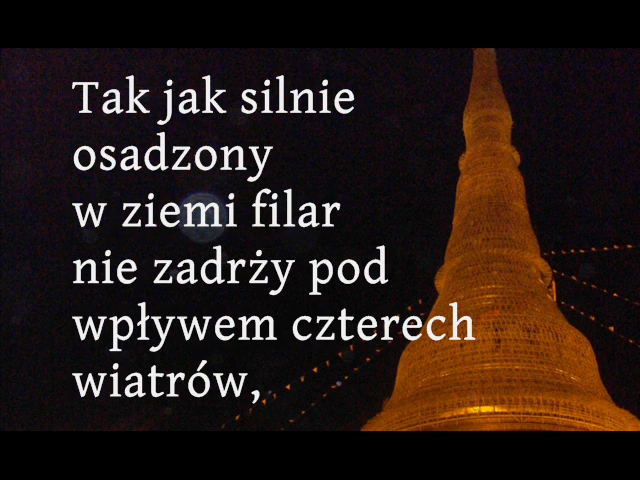 Tak jak silnie
osadzony
w ziemi filar
nie zadrży pod
wpływem czterech
wiatrów,